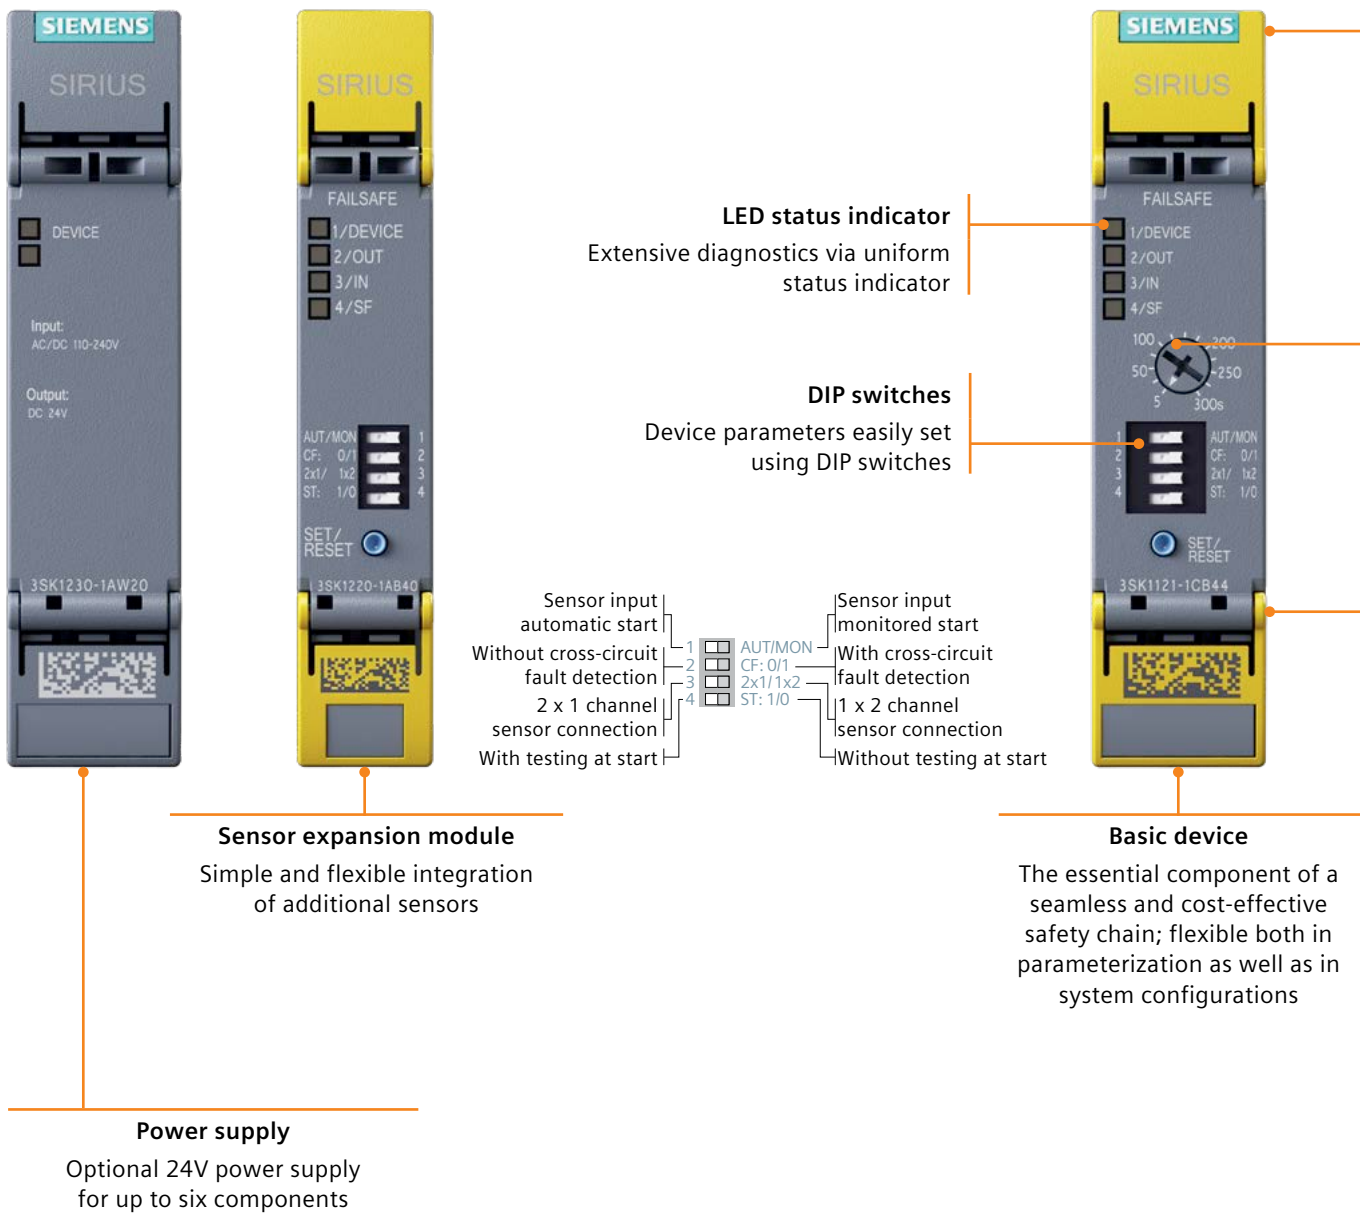 SIEMENS
SIRIUS
DEVICE
Input:
AC/DC 110-240V
Output:
DC 24V
3SK1230-1AW20
SIRIUS
FAILSAFE
1/DEVICE
2/OUT
3/IN
4/SF
AUT/MON 1
CF: 0/1 2
2x1/ 1x2 3
ST: 1/0 4
SET/
RESET
3SK1220-1AB40
LED status indicator
Extensive diagnostics via uniform
status indicator
DIP switches
Device parameters easily set
using DIP switches
SIEMENS
SIRIUS
FAILSAFE
1/DEVICE
2/OUT
3/IN
4/SF
100 200
50 250
5 300s
1 AUT/MON
2 CF: 0/1
3 2x1/ 1x2
4 ST: 1/0
SET/
RESET
3SK1121-1CB44
Sensor input
automatic start
Without cross-circuit
fault detection
2 x 1 channel
sensor connection
With testing at start
1 AUT/MON
2 CF: 0/1
3 2x1/1x2
4 ST: 1/0
Sensor input
monitored start
With cross-circuit
fault detection
1 x 2 channel
sensor connection
Without testing at start
Sensor expansion module
Simple and flexible integration
of additional sensors
Basic device
The essential component of a
seamless and cost-effective
safety chain; flexible both in
parameterization as well as in
system configurations
Power supply
Optional 24V power supply
for up to six components